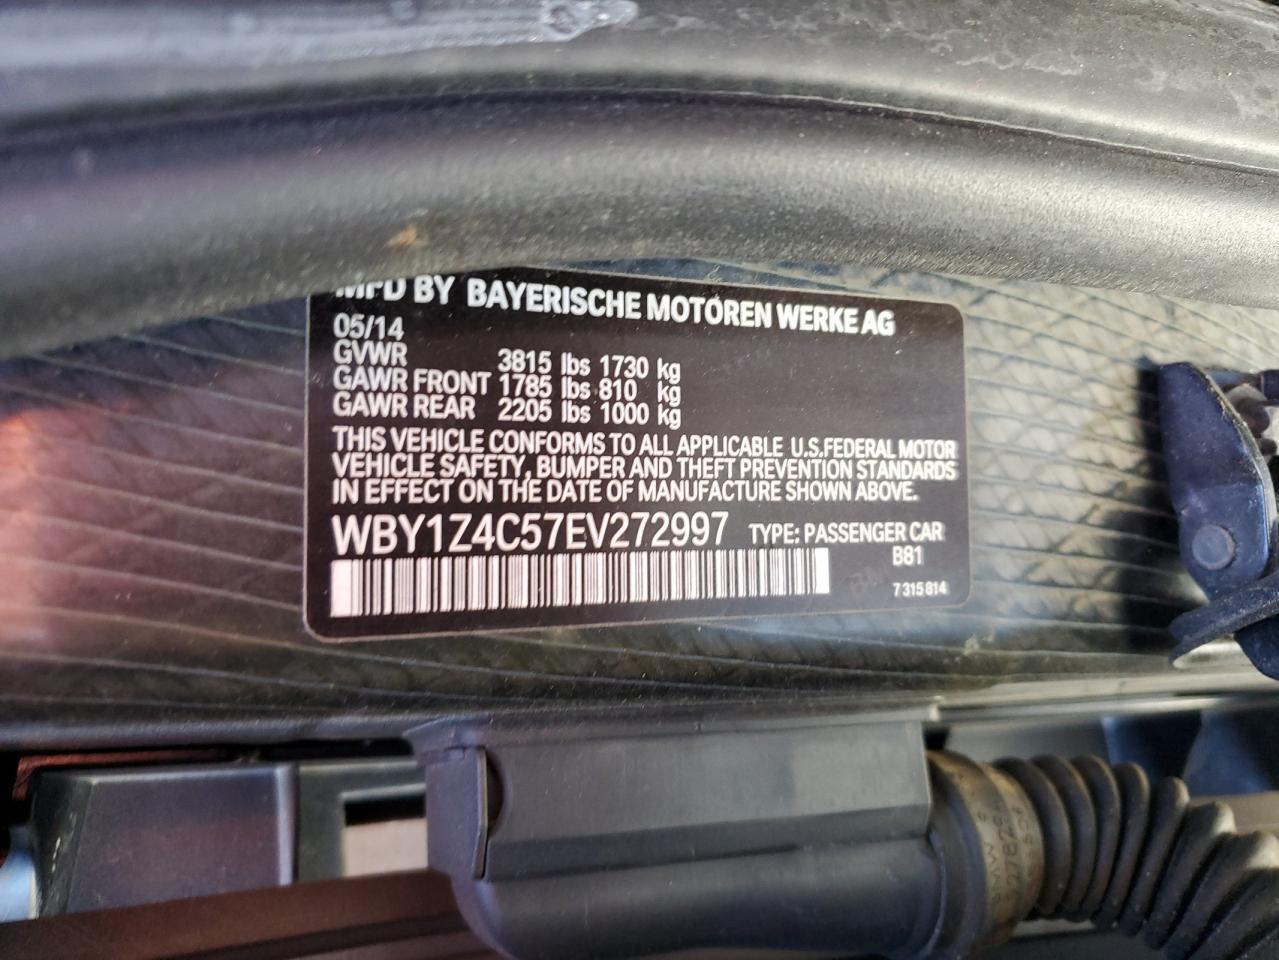 MFD BY BAYERISCHE MOTOREN WERKE AG
05/14
GVWR 3815 lbs 1730 kg
GAWR FRONT 1785 lbs 810 kg
GAWR REAR 2205 lbs 1000 kg
THIS VEHICLE CONFORMS TO ALL APPLICABLE U.S.FEDERAL MOTOR
VEHICLE SAFETY, BUMPER AND THEFT PREVENTION STANDARDS
IN EFFECT ON THE DATE OF MANUFACTURE SHOWN ABOVE.
WBY1Z4C57EV272997 TYPE: PASSENGER CAR
B81
7 315 814
BMW